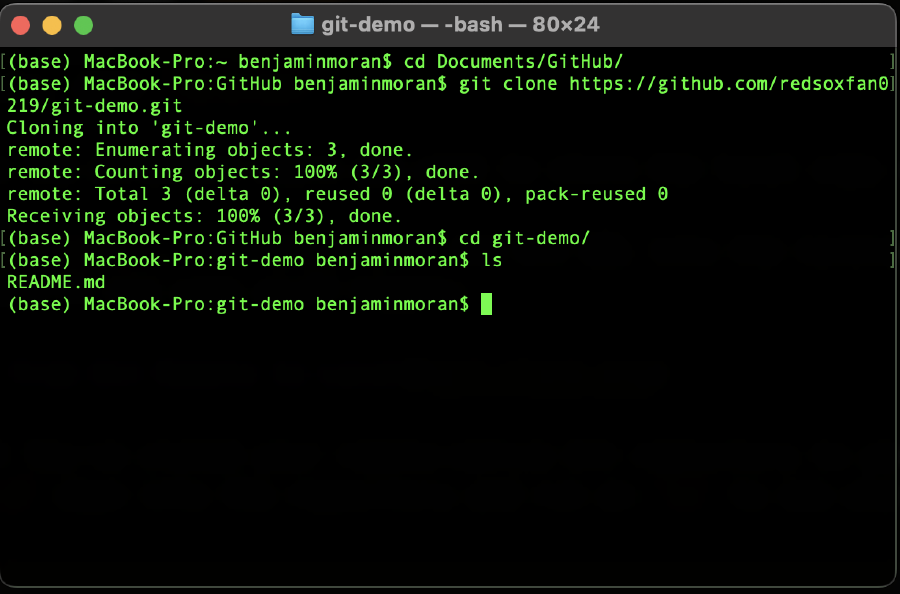 git-demo — -bash — 80×24
[(base) MacBook-Pro:~ benjaminmoran$ cd Documents/GitHub/ ]
[(base) MacBook-Pro:GitHub benjaminmoran$ git clone https://github.com/redsoxfan0]
219/git-demo.git
Cloning into 'git-demo'...
remote: Enumerating objects: 3, done.
remote: Counting objects: 100% (3/3), done.
remote: Total 3 (delta 0), reused 0 (delta 0), pack-reused 0
Receiving objects: 100% (3/3), done.
[(base) MacBook-Pro:GitHub benjaminmoran$ cd git-demo/ ]
[(base) MacBook-Pro:git-demo benjaminmoran$ ls ]
README.md
(base) MacBook-Pro:git-demo benjaminmoran$